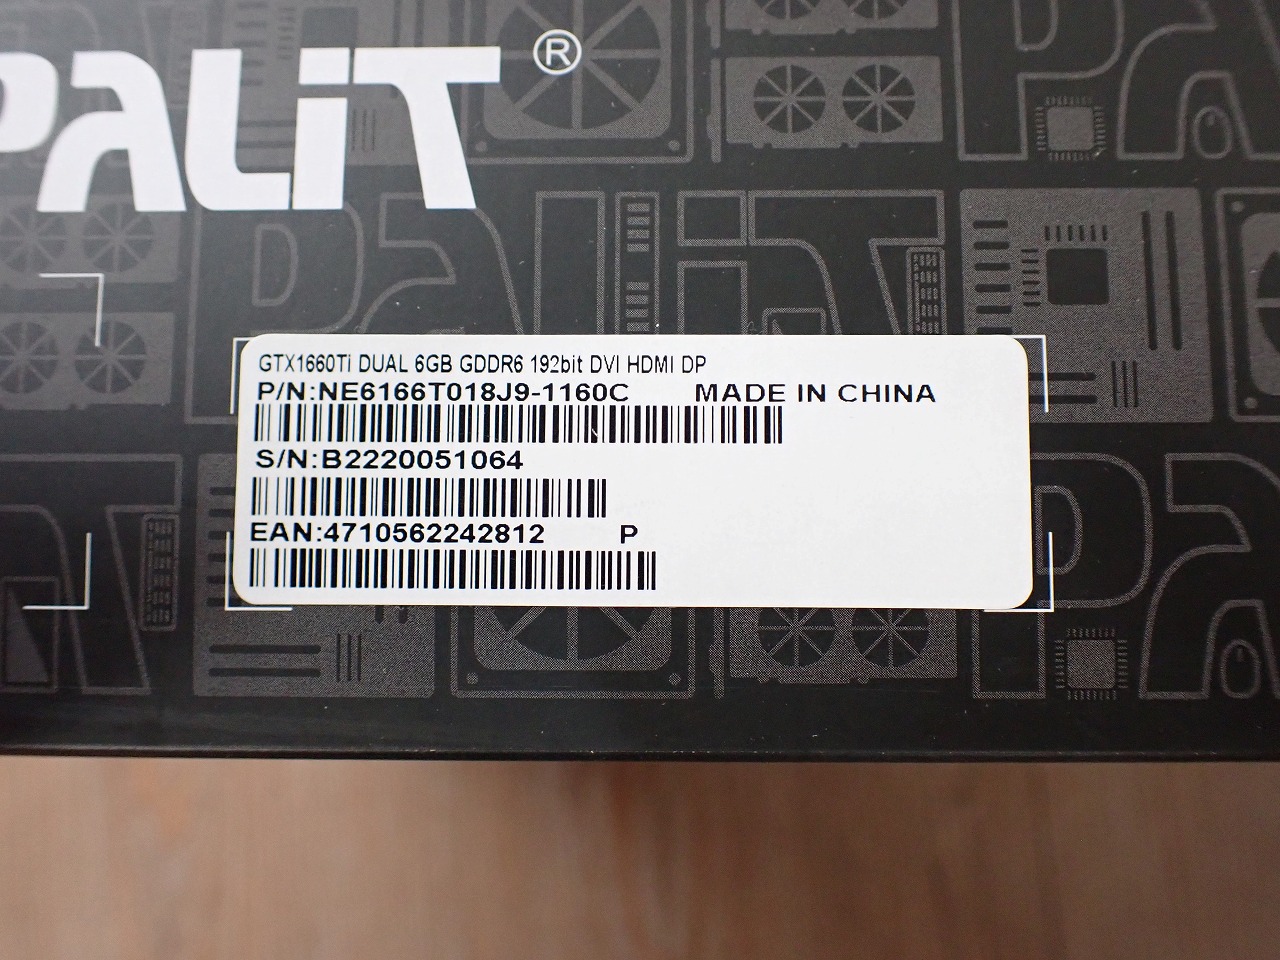 PALiT ®
GTX1660Ti DUAL 6GB GDDR6 192bit DVI HDMI DP
P/N:NE6166T018J9-1160C MADE IN CHINA
S/N:B2220051064
EAN:4710562242812 P